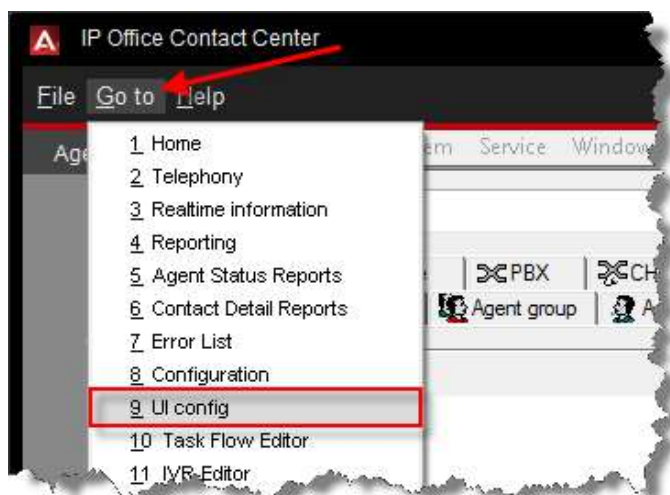 IP Office Contact Center
File Go to Help
1 Home
Service Window
2 Telephony
3 Realtime information
4 Reporting
5 Agent Status Reports
PBX
6 Contact Detail Reports
Agent group
7 Error List
8 Configuration
9 UI config
10 Task Flow Editor
11 IVR-Editor